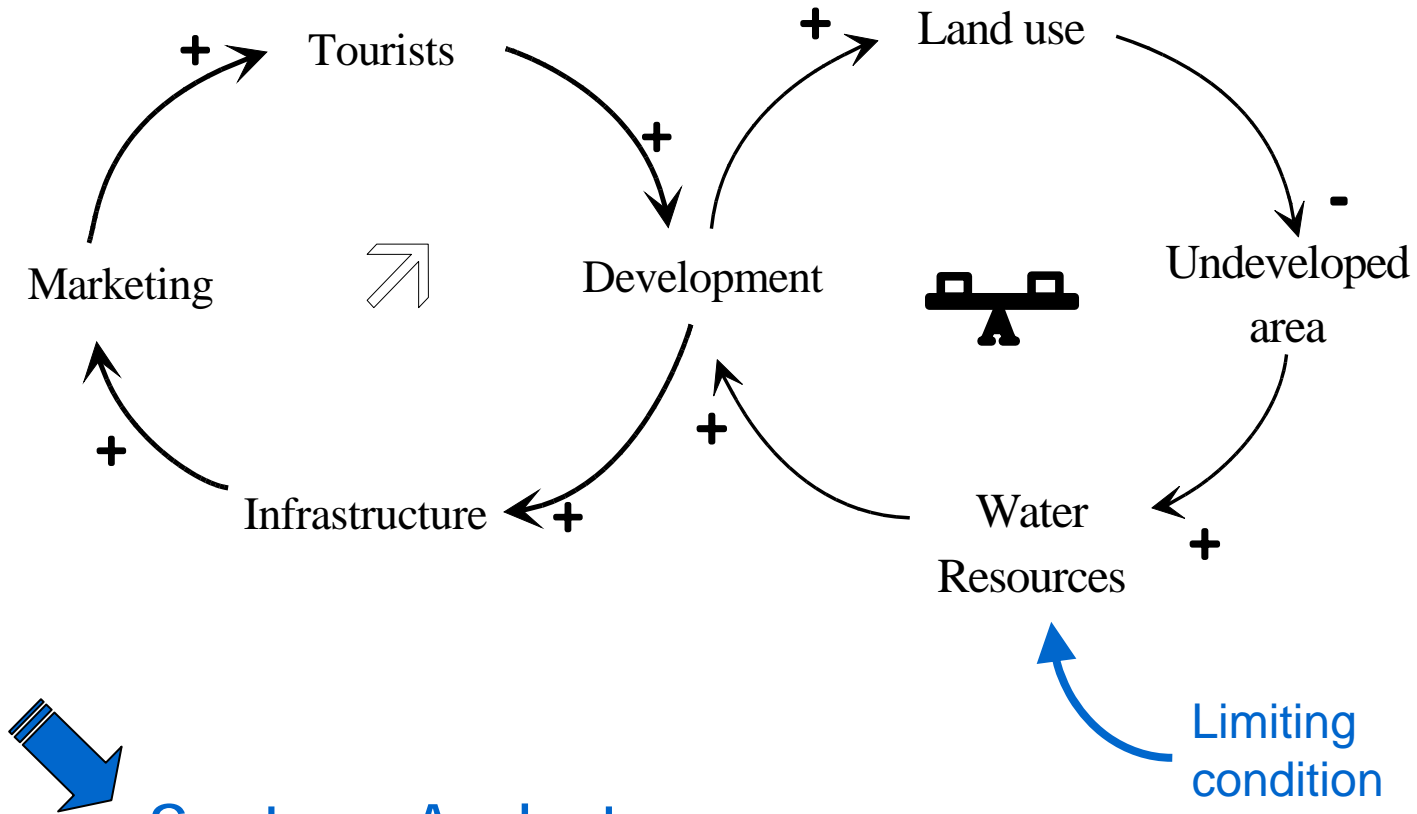 +
Tourists
+
Land use
+
-
Marketing
Development
Undeveloped
area
+
+
+
Infrastructure
Water
Resources
+
Limiting
condition